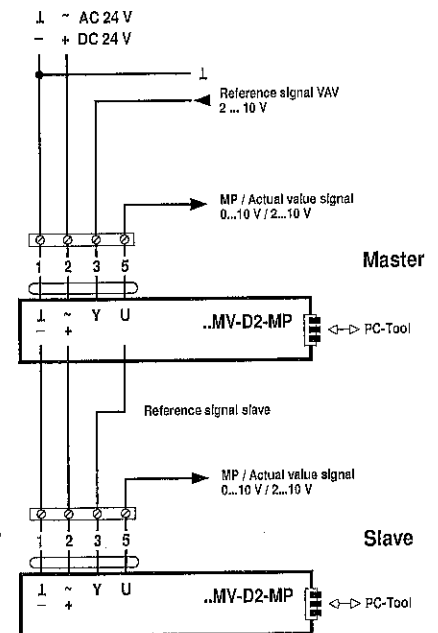 ⊥ ~ AC 24 V
− + DC 24 V
⊥
Reference signal VAV
2 ... 10 V
MP / Actual value signal
0...10 V / 2...10 V
1 2 3 5
Master
⊥ ~ Y U
− +
..MV-D2-MP
PC-Tool
Reference signal slave
MP / Actual value signal
0...10 V / 2...10 V
1 2 3 5
Slave
⊥ ~ Y U
− +
..MV-D2-MP
PC-Tool